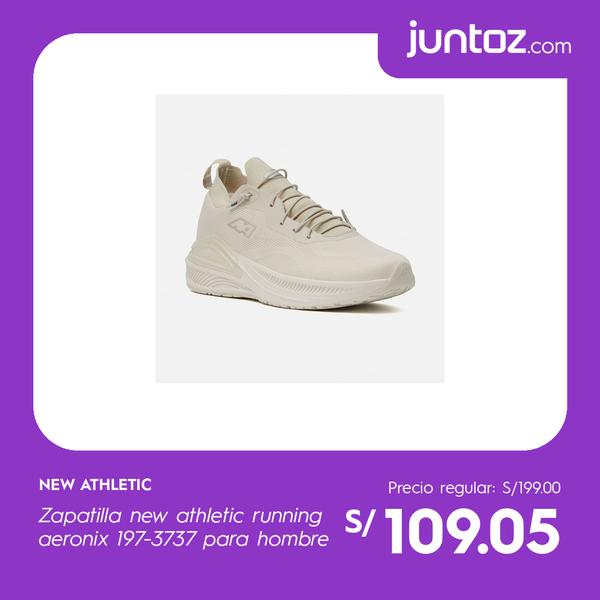 juntoz.com
NEW ATHLETIC
Zapatilla new athletic running
aeronix 197-3737 para hombre
Precio regular: S/199.00
S/ 109.05